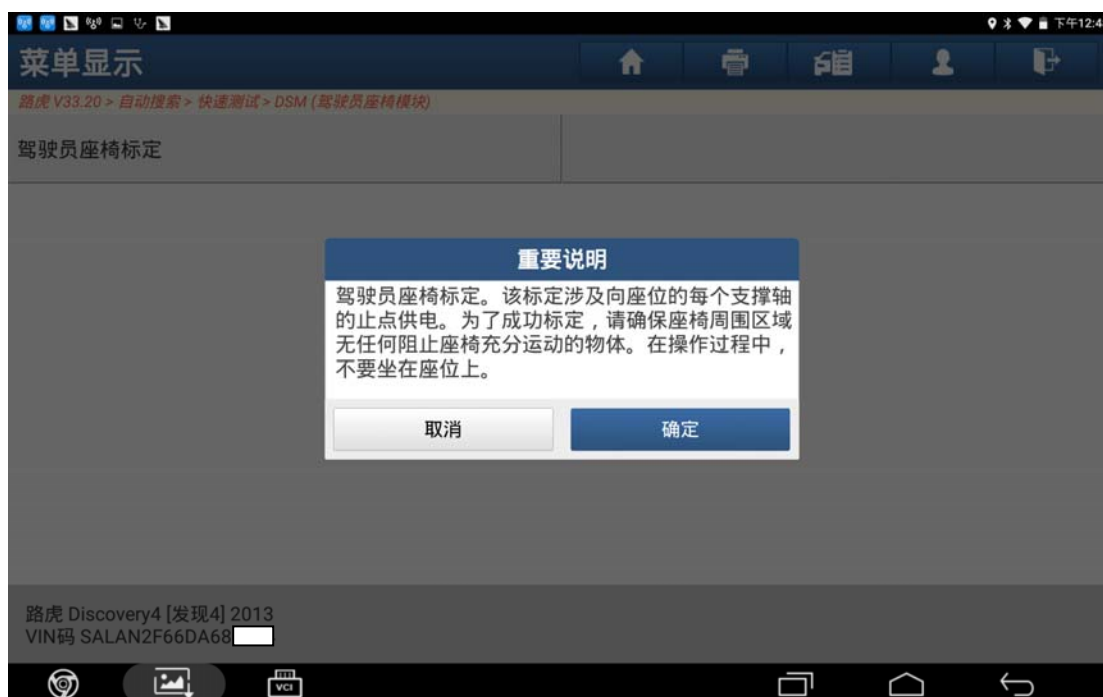 下午12:4
菜单显示
路虎 V33.20 > 自动搜索 > 快速测试 > DSM (驾驶员座椅模块)
驾驶员座椅标定
重要说明
驾驶员座椅标定。该标定涉及向座位的每个支撑轴
的止点供电。为了成功标定，请确保座椅周围区域
无任何阻止座椅充分运动的物体。在操作过程中，
不要坐在座位上。
取消
确定
路虎 Discovery4 [发现4] 2013
VIN码 SALAN2F66DA68
VCI